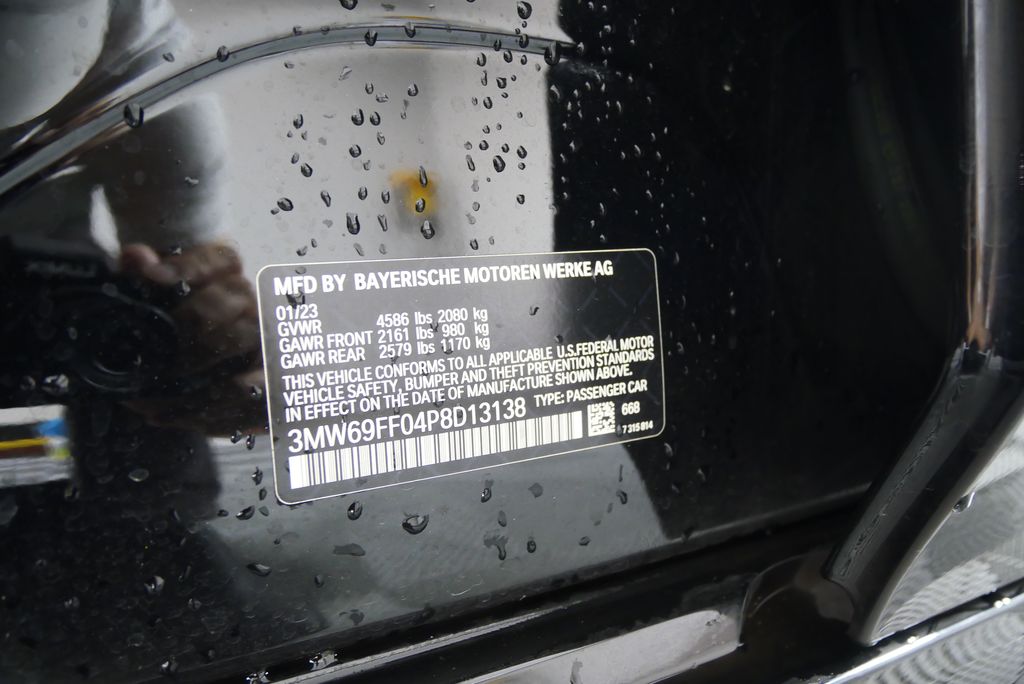 MFD BY BAYERISCHE MOTOREN WERKE AG
01/23
GVWR 4586 lbs 2080 kg
GAWR FRONT 2161 lbs 980 kg
GAWR REAR 2579 lbs 1170 kg
THIS VEHICLE CONFORMS TO ALL APPLICABLE U.S.FEDERAL MOTOR
VEHICLE SAFETY, BUMPER AND THEFT PREVENTION STANDARDS
IN EFFECT ON THE DATE OF MANUFACTURE SHOWN ABOVE.
3MW69FF04P8D13138 TYPE: PASSENGER CAR
668
7 315 814